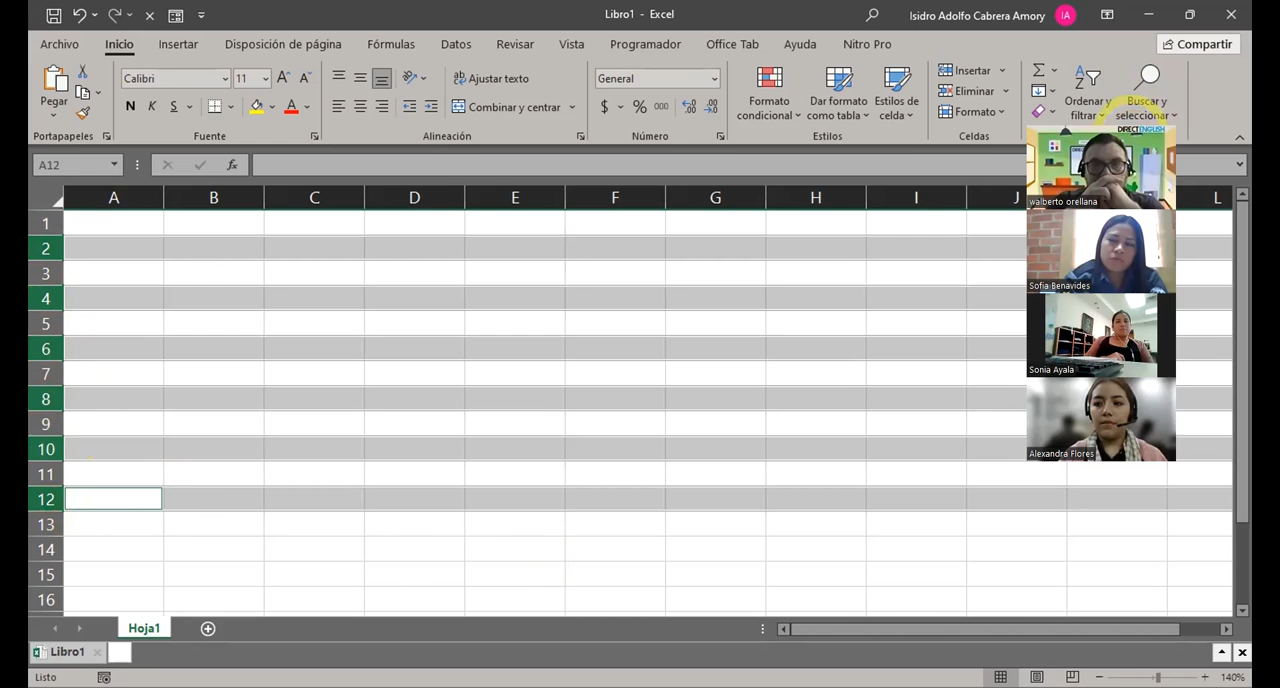 Libro1 - Excel
Isidro Adolfo Cabrera Amory
IA
Archivo
Inicio
Insertar
Disposición de página
Fórmulas
Datos
Revisar
Vista
Programador
Office Tab
Ayuda
Nitro Pro
Compartir
Pegar
Calibri
11
N K S
Ajustar texto
Combinar y centrar
General
$ % 000
Formato condicional
Dar formato como tabla
Estilos de celda
Insertar
Eliminar
Formato
Ordenar y filtrar
Buscar y seleccionar
Portapapeles
Fuente
Alineación
Número
Estilos
Celdas
A12
fx
A B C D E F G H I J L
1
2
3
4
5
6
7
8
9
10
11
12
13
14
15
16
DIRECTENGLISH
walberto orellana
Sofia Benavides
Sonia Ayala
Alexandra Flores
Hoja1
Libro1
Listo
140%